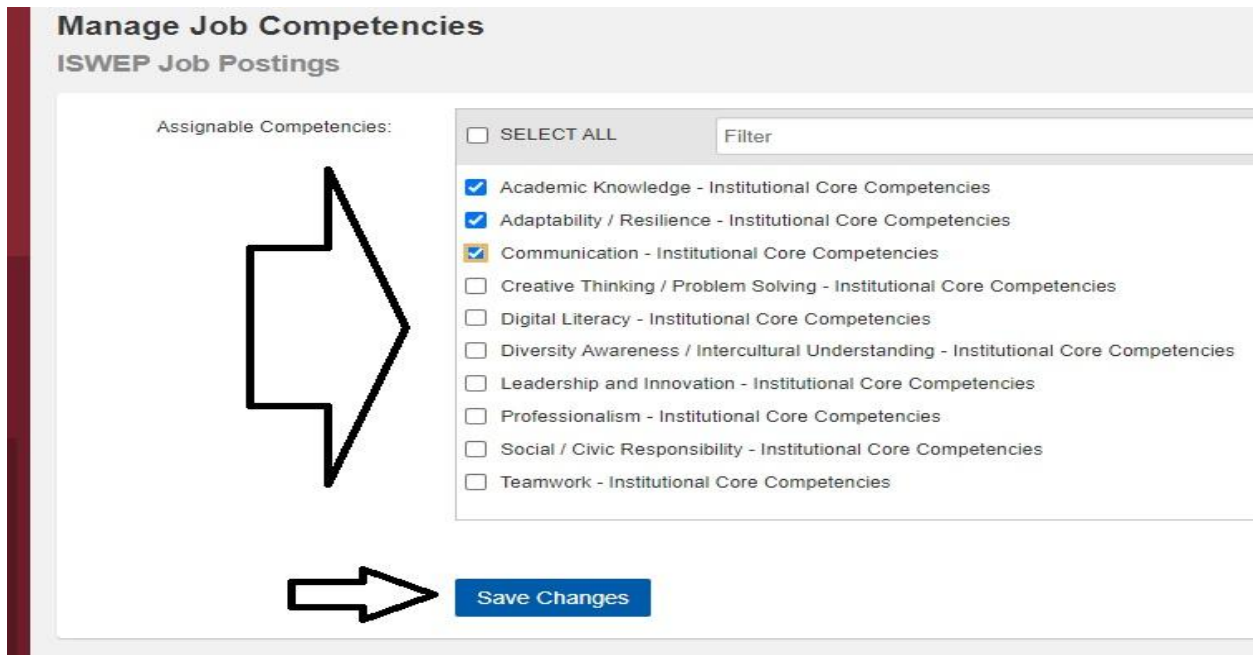 Manage Job Competencies
ISWEP Job Postings
Assignable Competencies:
SELECT ALL
Filter
Academic Knowledge - Institutional Core Competencies
Adaptability / Resilience - Institutional Core Competencies
Communication - Institutional Core Competencies
Creative Thinking / Problem Solving - Institutional Core Competencies
Digital Literacy - Institutional Core Competencies
Diversity Awareness / Intercultural Understanding - Institutional Core Competencies
Leadership and Innovation - Institutional Core Competencies
Professionalism - Institutional Core Competencies
Social / Civic Responsibility - Institutional Core Competencies
Teamwork - Institutional Core Competencies
Save Changes